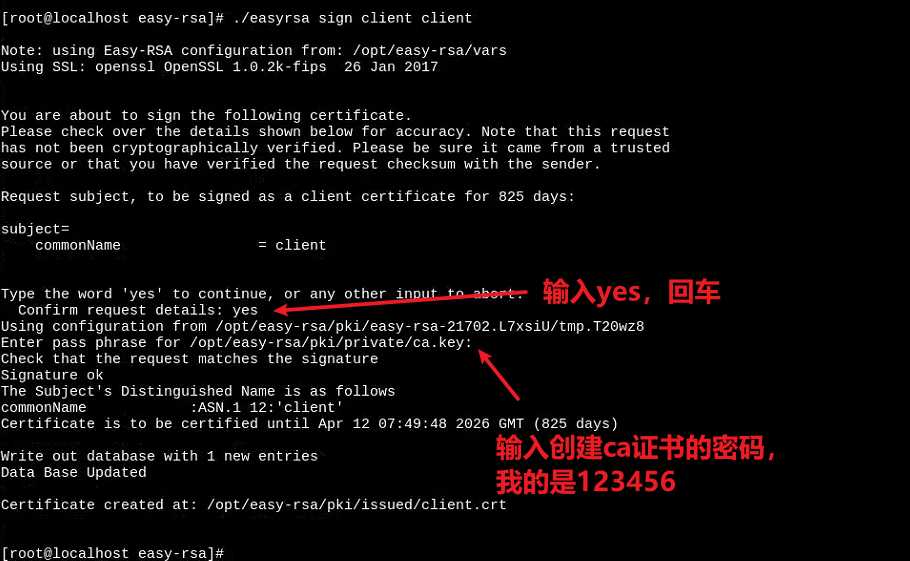 [root@localhost easy-rsa]# ./easyrsa sign client client
Note: using Easy-RSA configuration from: /opt/easy-rsa/vars
Using SSL: openssl OpenSSL 1.0.2k-fips  26 Jan 2017
You are about to sign the following certificate.
Please check over the details shown below for accuracy. Note that this request
has not been cryptographically verified. Please be sure it came from a trusted
source or that you have verified the request checksum with the sender.
Request subject, to be signed as a client certificate for 825 days:
subject=
    commonName                = client
Type the word 'yes' to continue, or any other input to abort.
输入yes，回车
  Confirm request details: yes
Using configuration from /opt/easy-rsa/pki/easy-rsa-21702.L7xsiU/tmp.T20wz8
Enter pass phrase for /opt/easy-rsa/pki/private/ca.key:
Check that the request matches the signature
Signature ok
The Subject's Distinguished Name is as follows
commonName            :ASN.1 12:'client'
Certificate is to be certified until Apr 12 07:49:48 2026 GMT (825 days)
输入创建ca证书的密码，
我的是123456
Write out database with 1 new entries
Data Base Updated
Certificate created at: /opt/easy-rsa/pki/issued/client.crt
[root@localhost easy-rsa]#